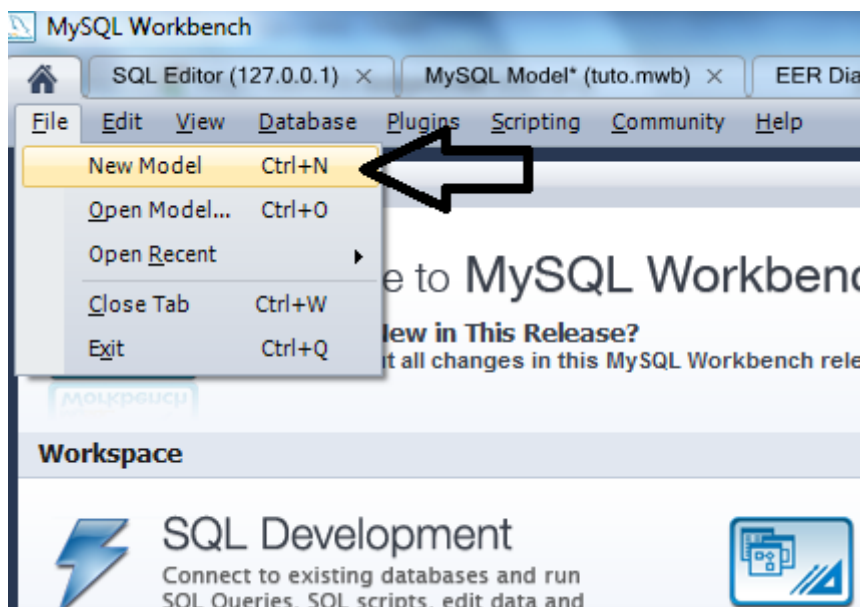 MySQL Workbench
SQL Editor (127.0.0.1) × MySQL Model* (tuto.mwb) × EER Dia
File Edit View Database Plugins Scripting Community Help
New Model Ctrl+N
Open Model... Ctrl+O
Open Recent
Close Tab Ctrl+W
Exit Ctrl+Q
e to MySQL Workbenc
New in This Release?
t all changes in this MySQL Workbench rele
Workbench
Workspace
SQL Development
Connect to existing databases and run
SQL Queries, SQL scripts, edit data and